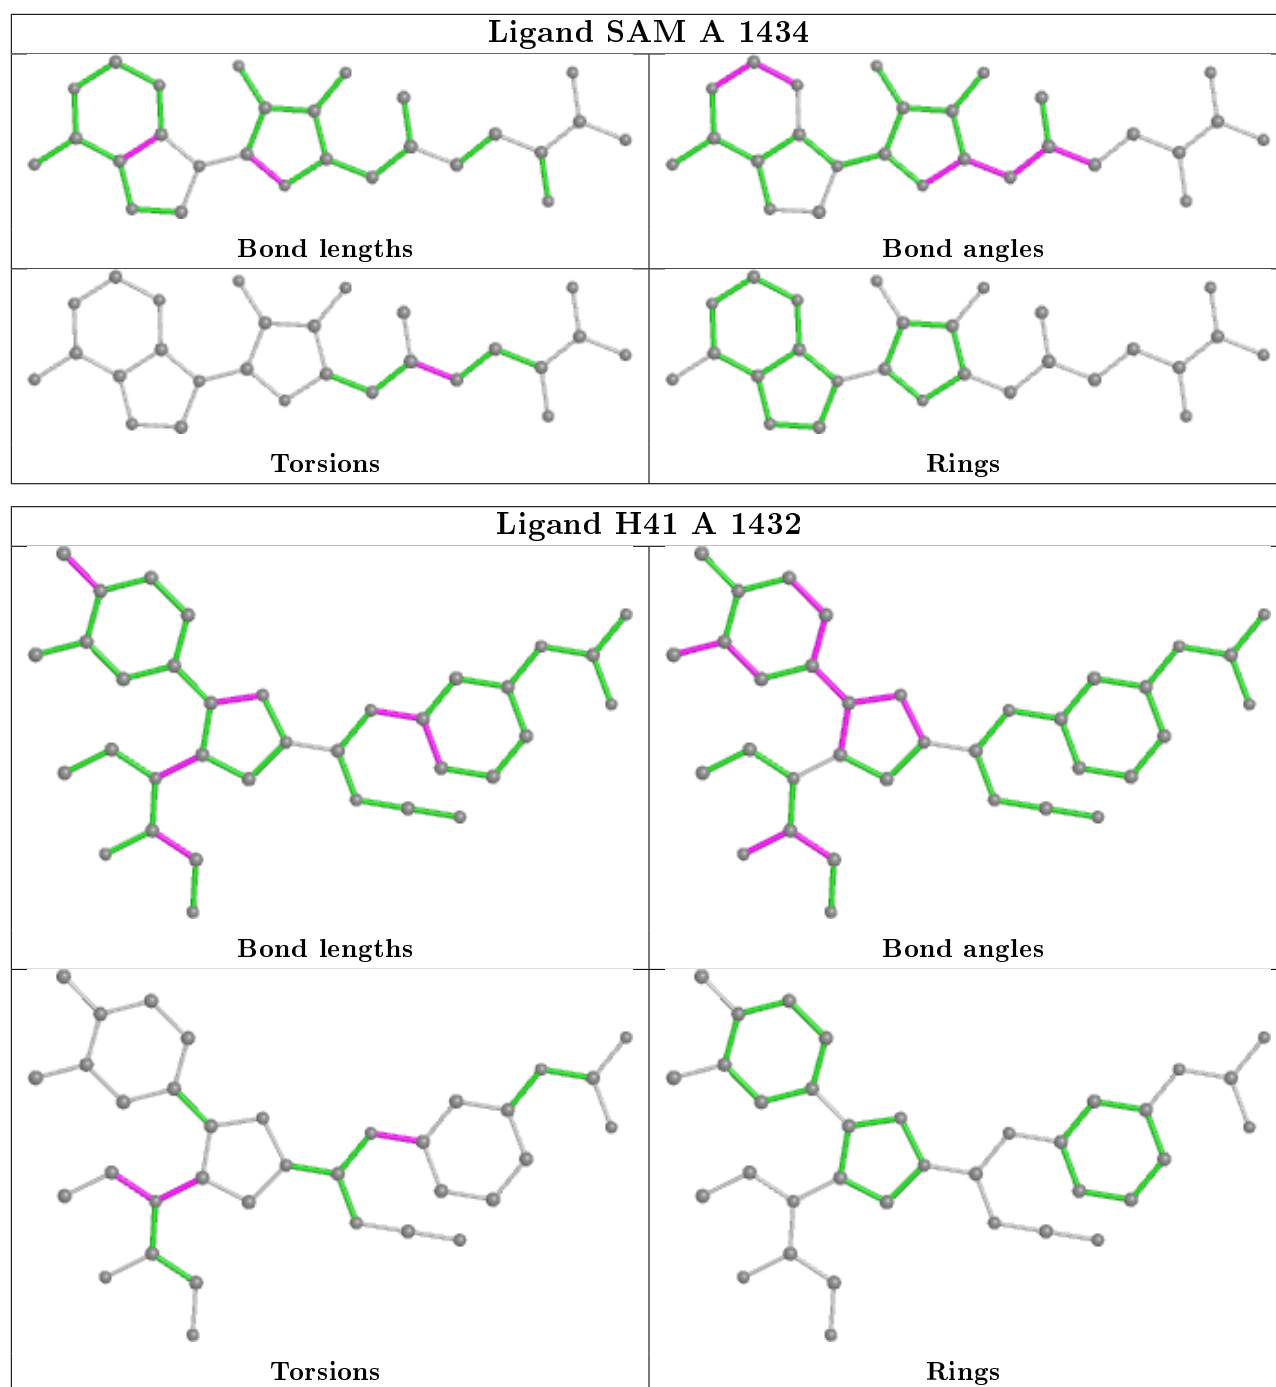 Ligand SAM A 1434
Bond lengths
Bond angles
Torsions
Rings
Ligand H41 A 1432
Bond lengths
Bond angles
Torsions
Rings